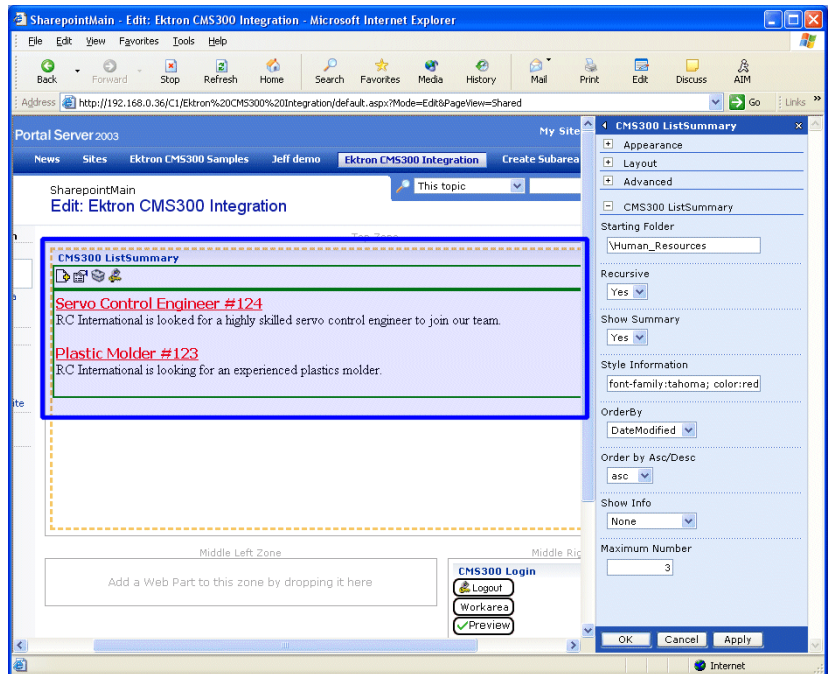 SharepointMain - Edit: Ektron CMS300 Integration - Microsoft Internet Explorer
File Edit View Favorites Tools Help
Back Forward Stop Refresh Home Search Favorites Media History Mail Print Edit Discuss AIM
Address http://192.168.0.36/C1/Ektron%20CMS300%20Integration/default.aspx?Mode=Edit&PageView=Shared Go Links »
Portal Server 2003 My Site
News Sites Ektron CMS300 Samples Jeff demo Ektron CMS300 Integration Create Subarea
SharepointMain
Edit: Ektron CMS300 Integration
This topic
CMS300 ListSummary
Servo Control Engineer #124
RC International is looked for a highly skilled servo control engineer to join our team.
Plastic Molder #123
RC International is looking for an experienced plastics molder.
ite
Middle Left Zone
Add a Web Part to this zone by dropping it here
Middle Rig
CMS300 Login
Logout
Workarea
Preview
CMS300 ListSummary x
Appearance
Layout
Advanced
CMS300 ListSummary
Starting Folder
\Human_Resources
Recursive
Yes
Show Summary
Yes
Style Information
font-family:tahoma; color:red
OrderBy
DateModified
Order by Asc/Desc
asc
Show Info
None
Maximum Number
3
OK Cancel Apply
Internet